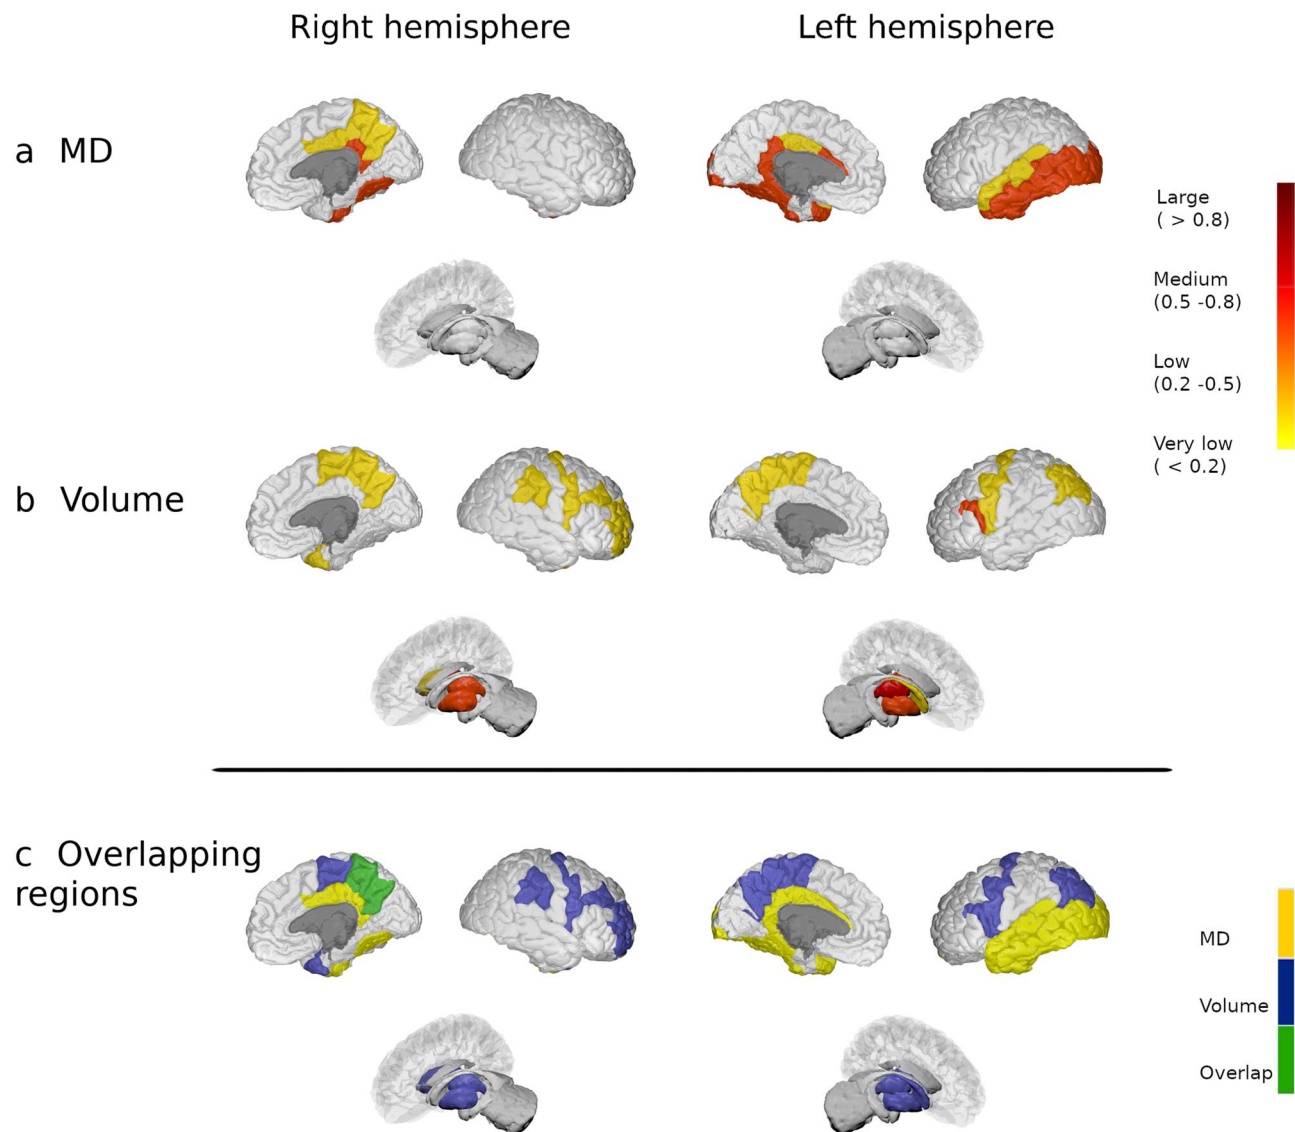 Right hemisphere
Left hemisphere
a MD
Large
( > 0.8)
Medium
(0.5 -0.8)
Low
(0.2 -0.5)
Very low
( < 0.2)
b Volume
c Overlapping
regions
MD
Volume
Overlap